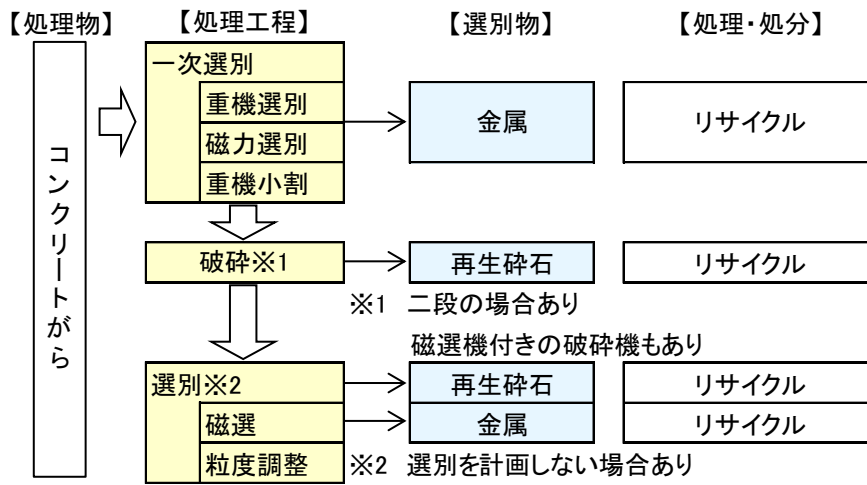 【処理物】 【処理工程】 【選別物】 【処理・処分】
コンクリートがら
一次選別
重機選別
磁力選別
重機小割
金属
リサイクル
破砕※1
再生砕石
リサイクル
※1 二段の場合あり
磁選機付きの破砕機もあり
選別※2
再生砕石
リサイクル
磁選
金属
リサイクル
粒度調整
※2 選別を計画しない場合あり